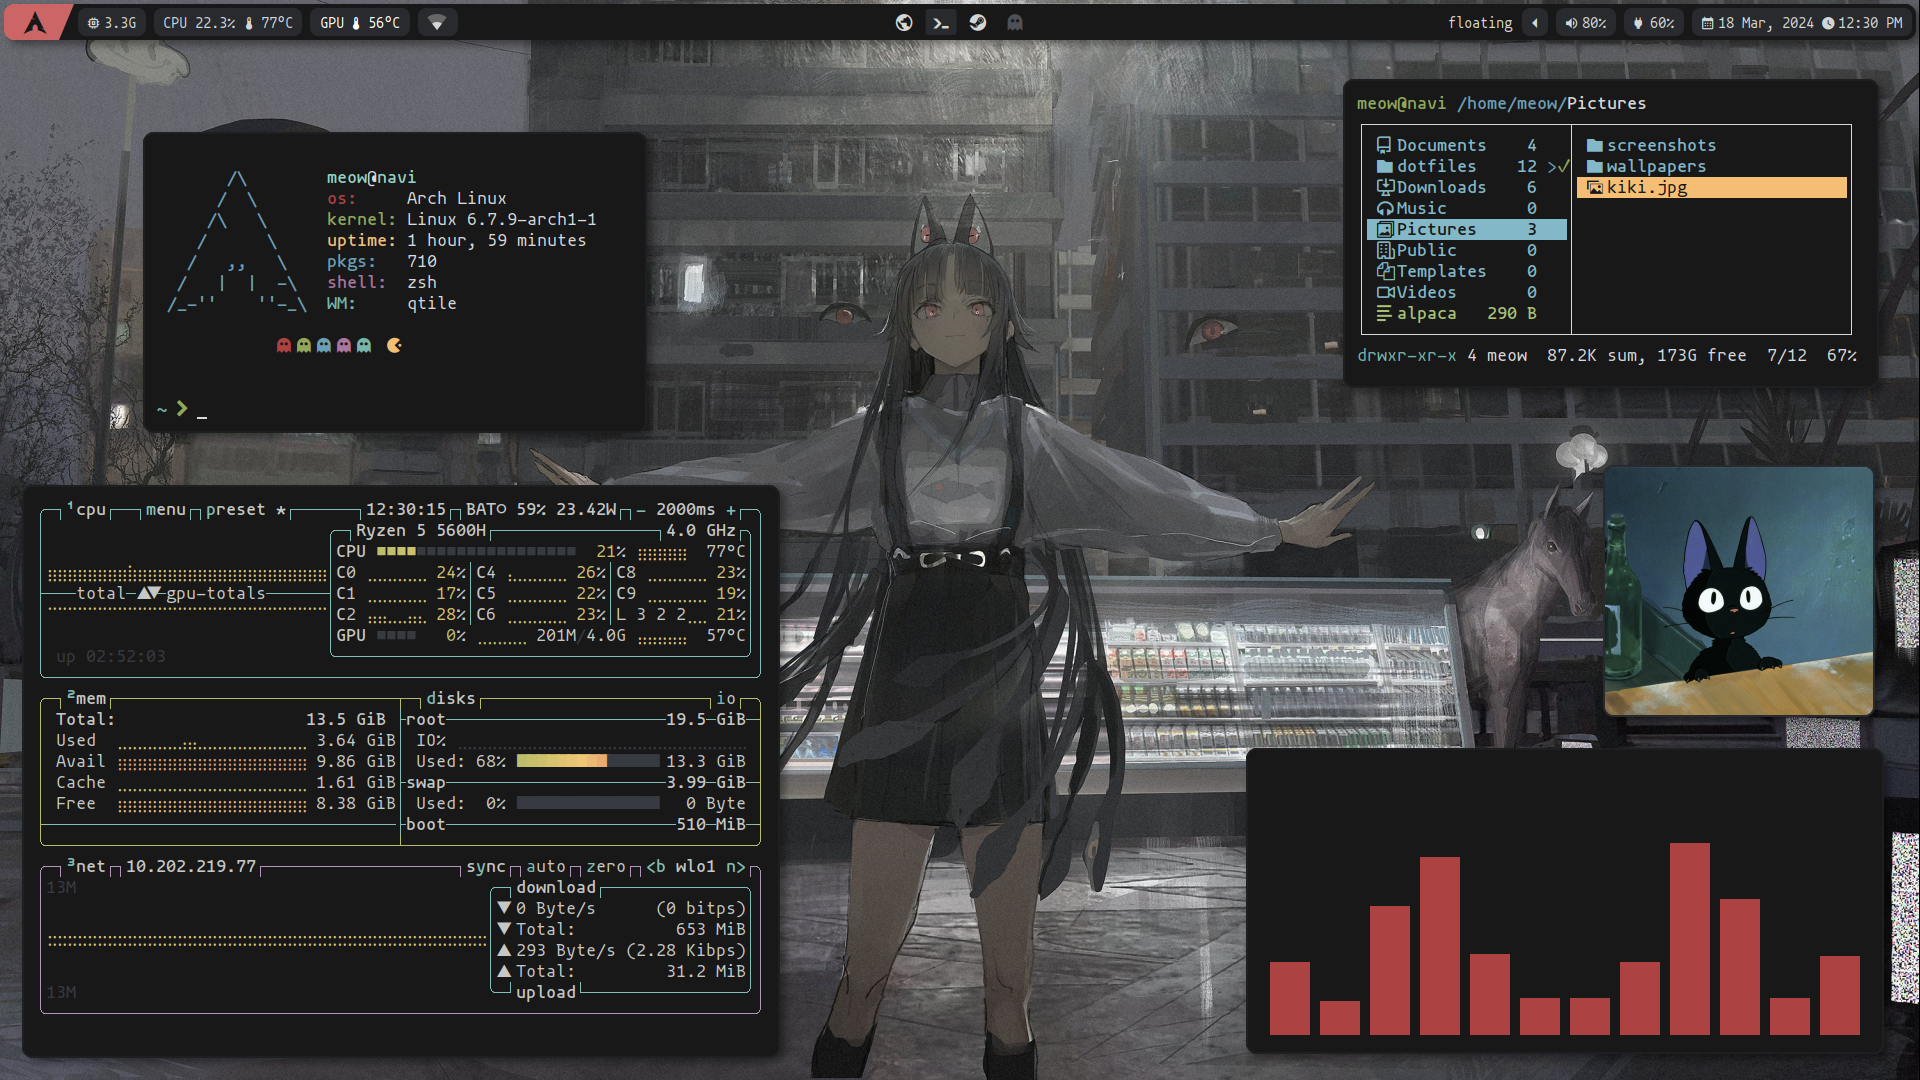 3.3G CPU 22.3% 77°C GPU 56°C floating 80% 60% 18 Mar, 2024 12:30 PM
meow@navi
os: Arch Linux
kernel: Linux 6.7.9-arch1-1
uptime: 1 hour, 59 minutes
pkgs: 710
shell: zsh
WM: qtile
~ ❯ _
meow@navi /home/meow/Pictures
Documents 4 screenshots
dotfiles 12 >✓ wallpapers
Downloads 6 kiki.jpg
Music 0
Pictures 3
Public 0
Templates 0
Videos 0
alpaca 290 B
drwxr-xr-x 4 meow 87.2K sum, 173G free 7/12 67%
¹cpu menu preset * 12:30:15 BAT○ 59% 23.42W - 2000ms +
Ryzen 5 5600H 4.0 GHz
CPU 21% 77°C
C0 24% C4 26% C8 23%
total ▲▼ gpu-totals C1 17% C5 22% C9 19%
C2 28% C6 23% L 3 2 2 21%
GPU 0% 201M/4.0G 57°C
up 02:52:03
²mem disks io
Total: 13.5 GiB root 19.5 GiB
Used 3.64 GiB IO%
Avail 9.86 GiB Used: 68% 13.3 GiB
Cache 1.61 GiB swap 3.99 GiB
Free 8.38 GiB Used: 0% 0 Byte
boot 510 MiB
³net 10.202.219.77 sync auto zero <b wlo1 n>
13M download
▼ 0 Byte/s (0 bitps)
▼ Total: 653 MiB
▲ 293 Byte/s (2.28 Kibps)
▲ Total: 31.2 MiB
13M upload